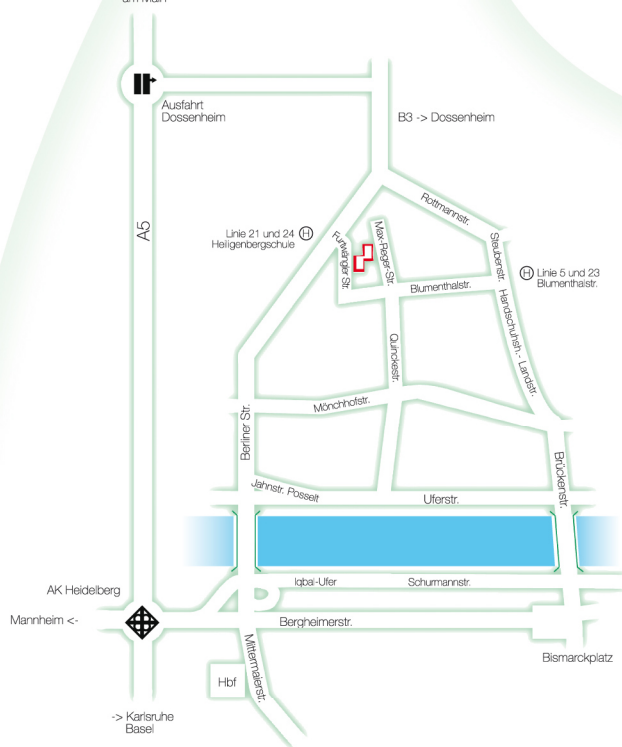 am Main
Ausfahrt
Dossenheim
B3 -> Dossenheim
A5
Rottmannstr.
Linie 21 und 24 H
Heiligenbergschule
Furtwängler Str.
Max-Reger-Str.
Steubenstr.
H Linie 5 und 23
Blumenthalstr.
Blumenthalstr.
Handschuhsh.- Landstr.
Quinckestr.
Mönchhofstr.
Berliner Str.
Brückenstr.
Jahnstr. Posselt
Uferstr.
Iqbal-Ufer
Schurmannstr.
AK Heidelberg
Mannheim <-
Bergheimerstr.
Mittermaierstr.
Bismarckplatz
Hbf
-> Karlsruhe
Basel